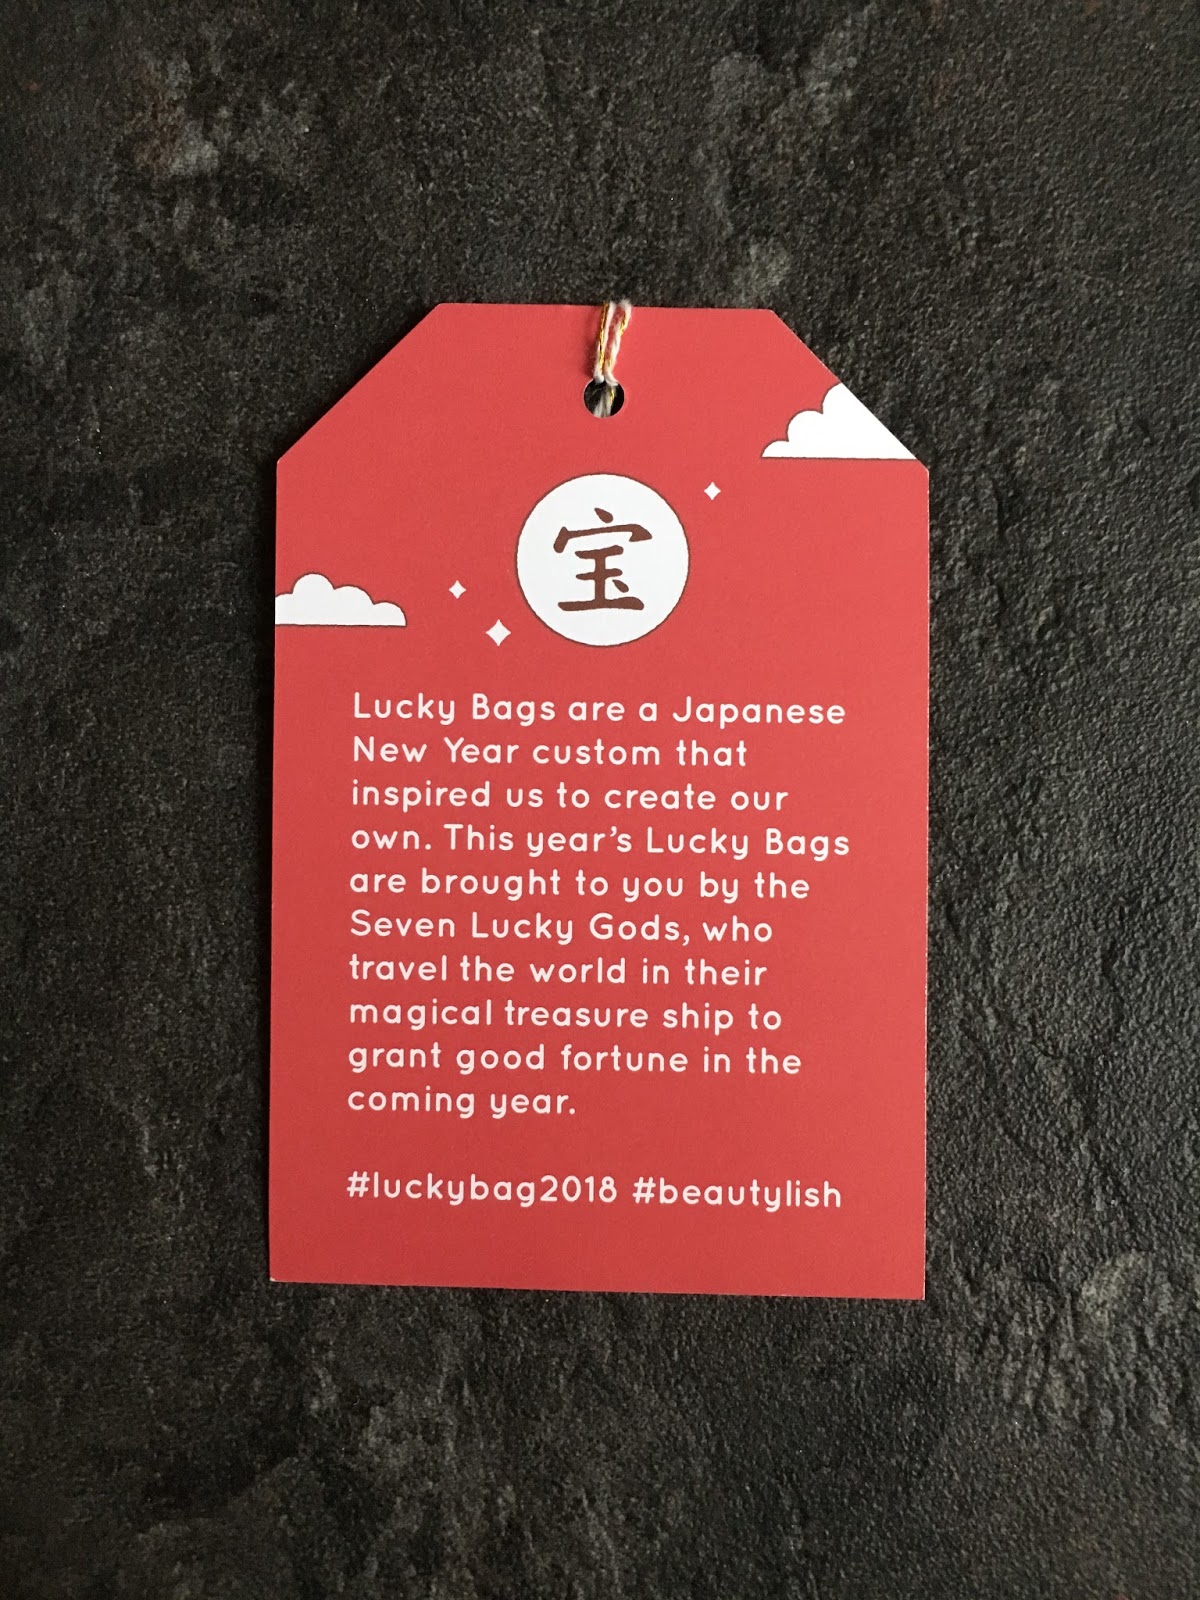 宝
Lucky Bags are a Japanese
New Year custom that
inspired us to create our
own. This year's Lucky Bags
are brought to you by the
Seven Lucky Gods, who
travel the world in their
magical treasure ship to
grant good fortune in the
coming year.
#luckybag2018 #beautylish